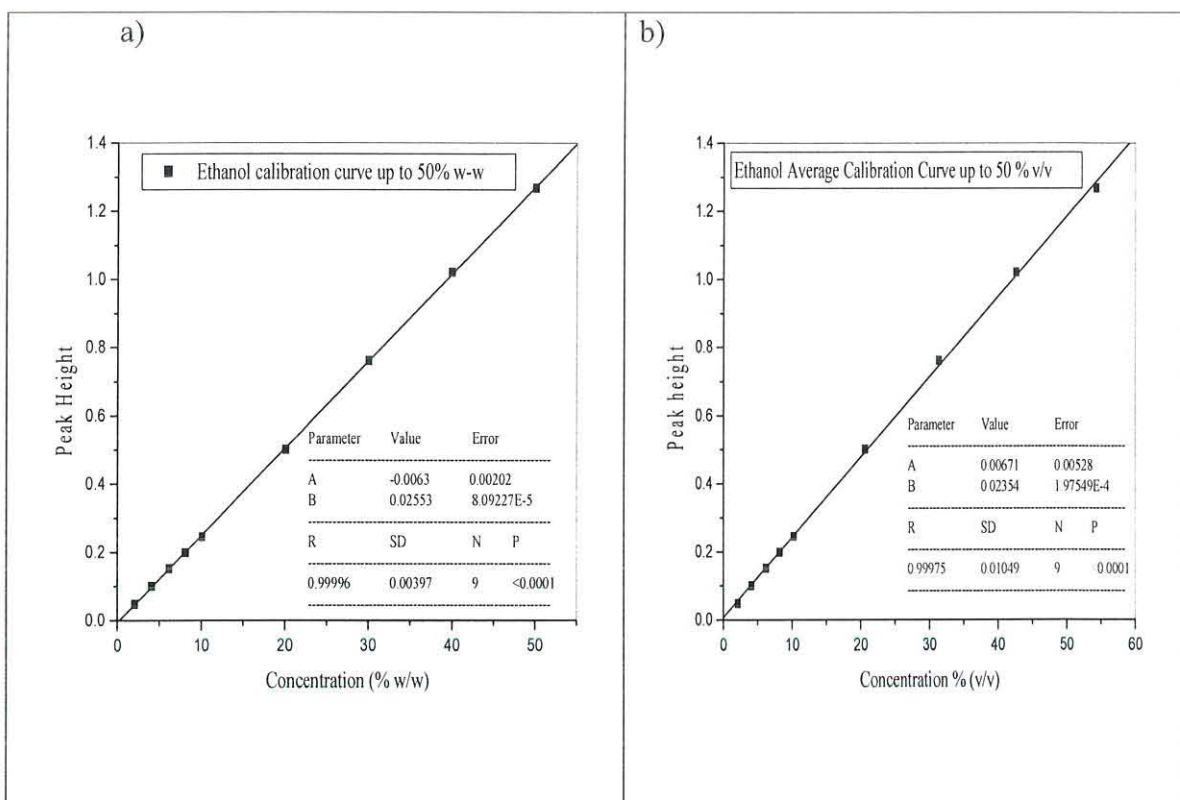 a)
Ethanol calibration curve up to 50% w-w
Peak Height
1.4
1.2
1.0
0.8
0.6
0.4
0.2
0.0
Parameter Value Error
A -0.0063 0.00202
B 0.02553 8.09227E-5
R SD N P
0.99996 0.00397 9 <0.0001
0 10 20 30 40 50
Concentration (% w/w)
b)
Ethanol Average Calibration Curve up to 50 % v/v
Peak height
1.4
1.2
1.0
0.8
0.6
0.4
0.2
0.0
Parameter Value Error
A 0.00671 0.00528
B 0.02354 1.97549E-4
R SD N P
0.99975 0.01049 9 <0.0001
0 10 20 30 40 50 60
Concentration % (v/v)